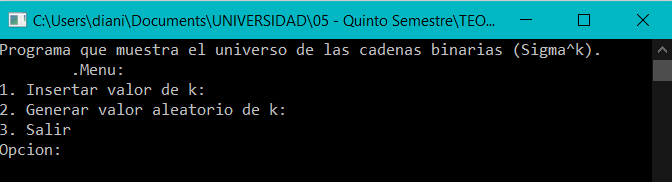 C:\Users\diani\Documents\UNIVERSIDAD\05 - Quinto Semestre\TEO...
Programa que muestra el universo de las cadenas binarias (Sigma^k).
.Menu:
1. Insertar valor de k:
2. Generar valor aleatorio de k:
3. Salir
Opcion: